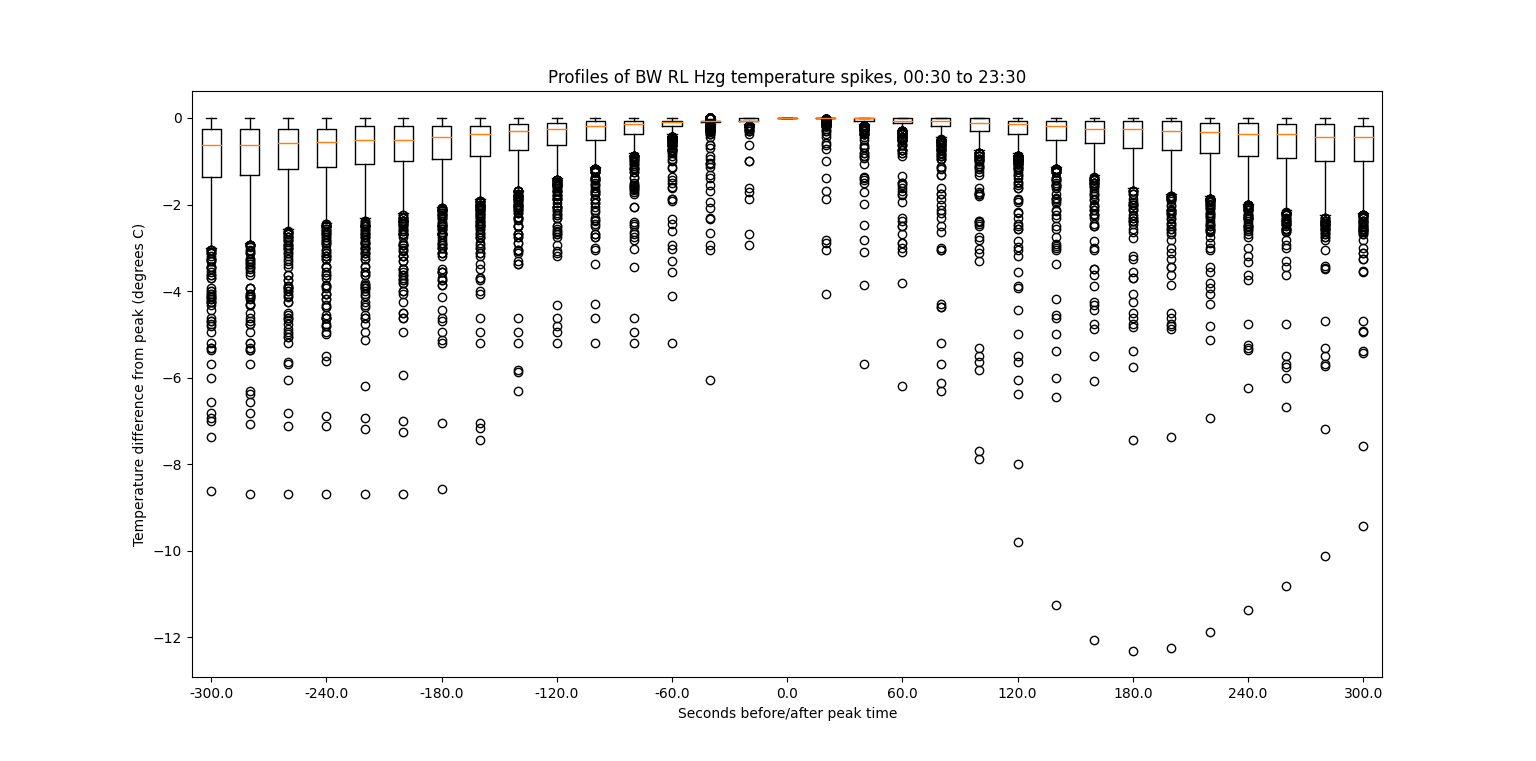 Profiles of BW RL Hzg temperature spikes, 00:30 to 23:30
Temperature difference from peak (degrees C)
0
−2
−4
−6
−8
−10
−12
-300.0 -240.0 -180.0 -120.0 -60.0 0.0 60.0 120.0 180.0 240.0 300.0
Seconds before/after peak time